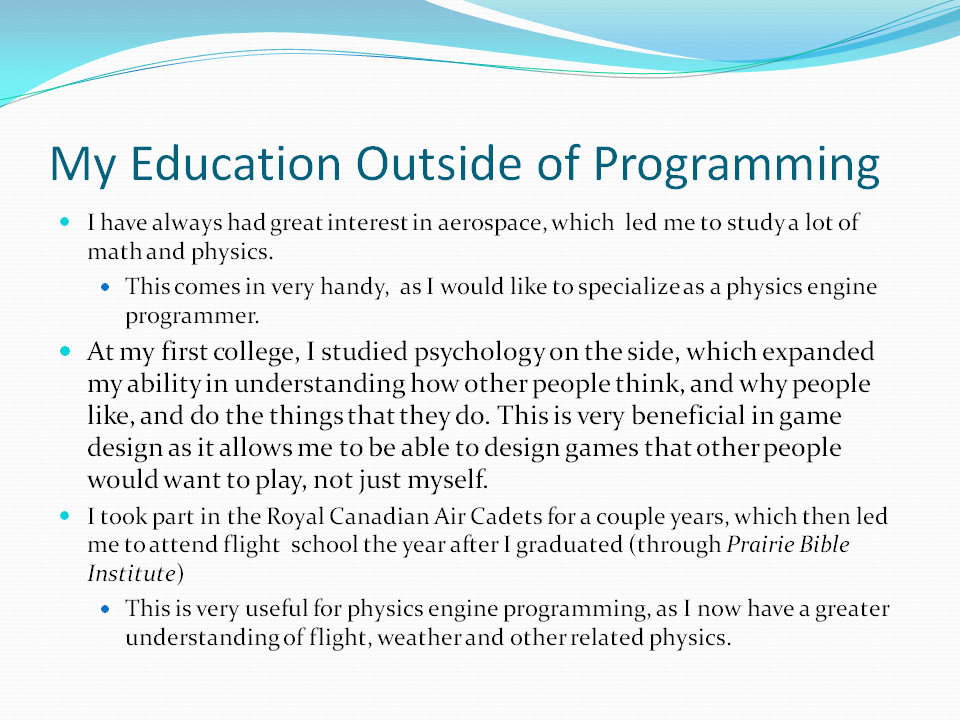 My Education Outside of Programming
I have always had great interest in aerospace, which  led me to study a lot of
math and physics.
This comes in very handy,  as I would like to specialize as a physics engine
programmer.
At my first college, I studied psychology on the side, which expanded
my ability in understanding how other people think, and why people
like, and do the things that they do. This is very beneficial in game
design as it allows me to be able to design games that other people
would want to play, not just myself.
I took part in the Royal Canadian Air Cadets for a couple years, which then led
me to attend flight  school the year after I graduated (through Prairie Bible
Institute)
This is very useful for physics engine programming, as I now have a greater
understanding of flight, weather and other related physics.